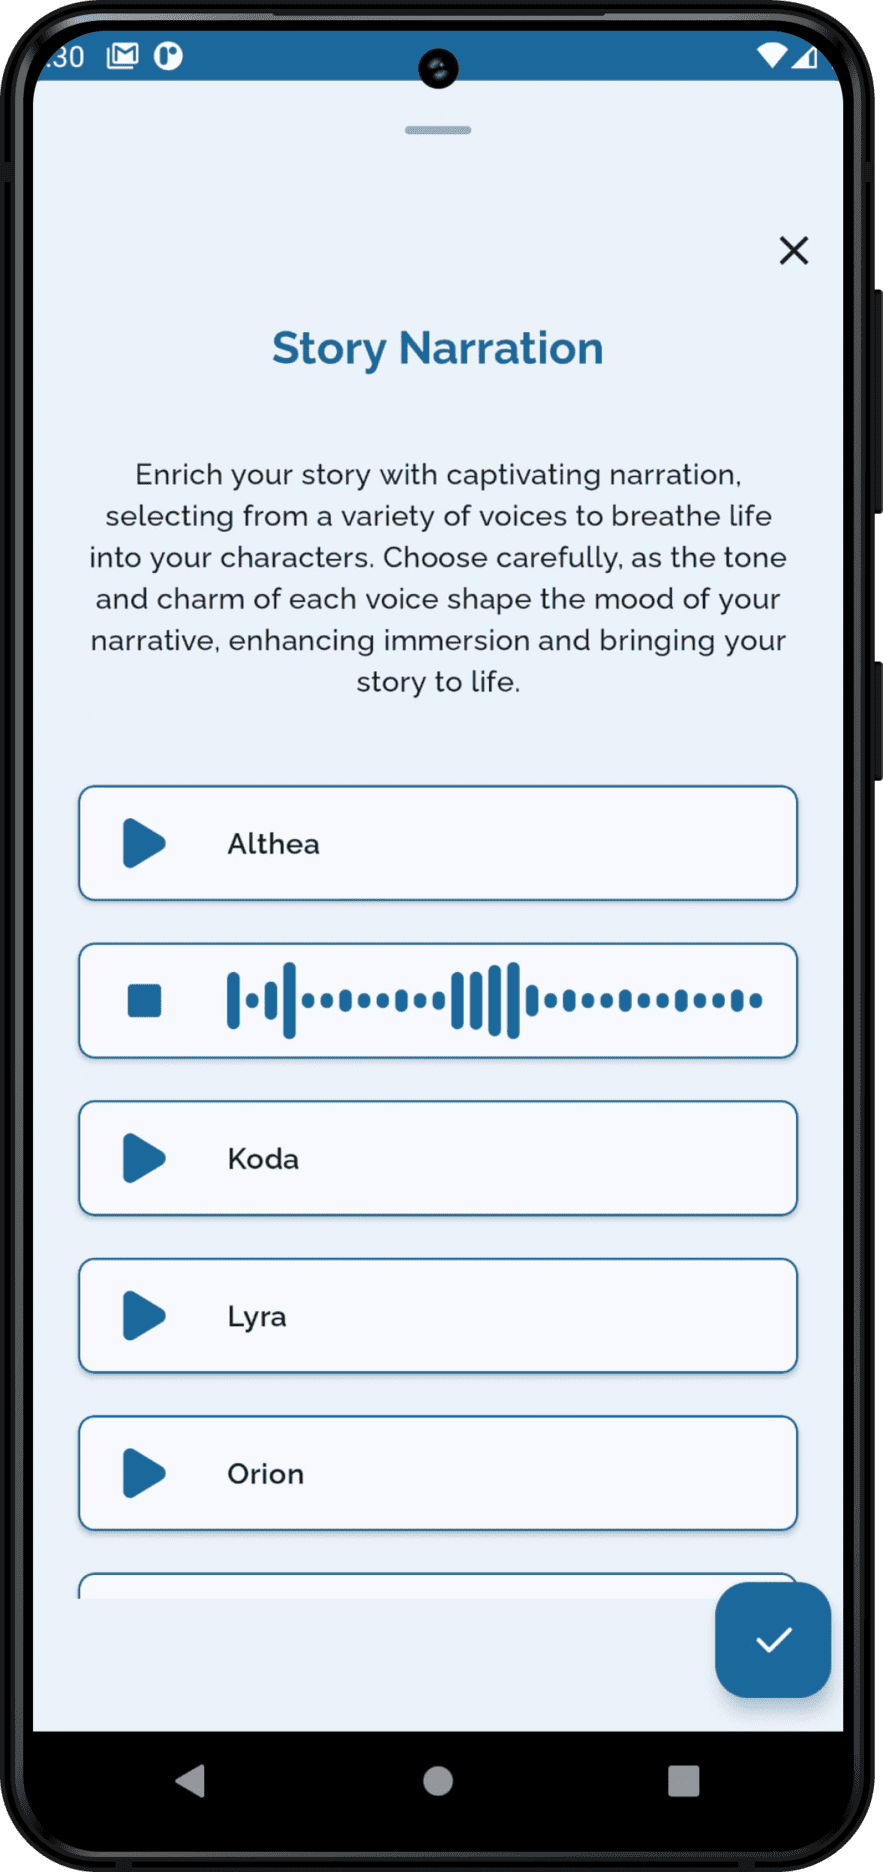 :30
Story Narration
Enrich your story with captivating narration,
selecting from a variety of voices to breathe life
into your characters. Choose carefully, as the tone
and charm of each voice shape the mood of your
narrative, enhancing immersion and bringing your
story to life.
Althea
Koda
Lyra
Orion